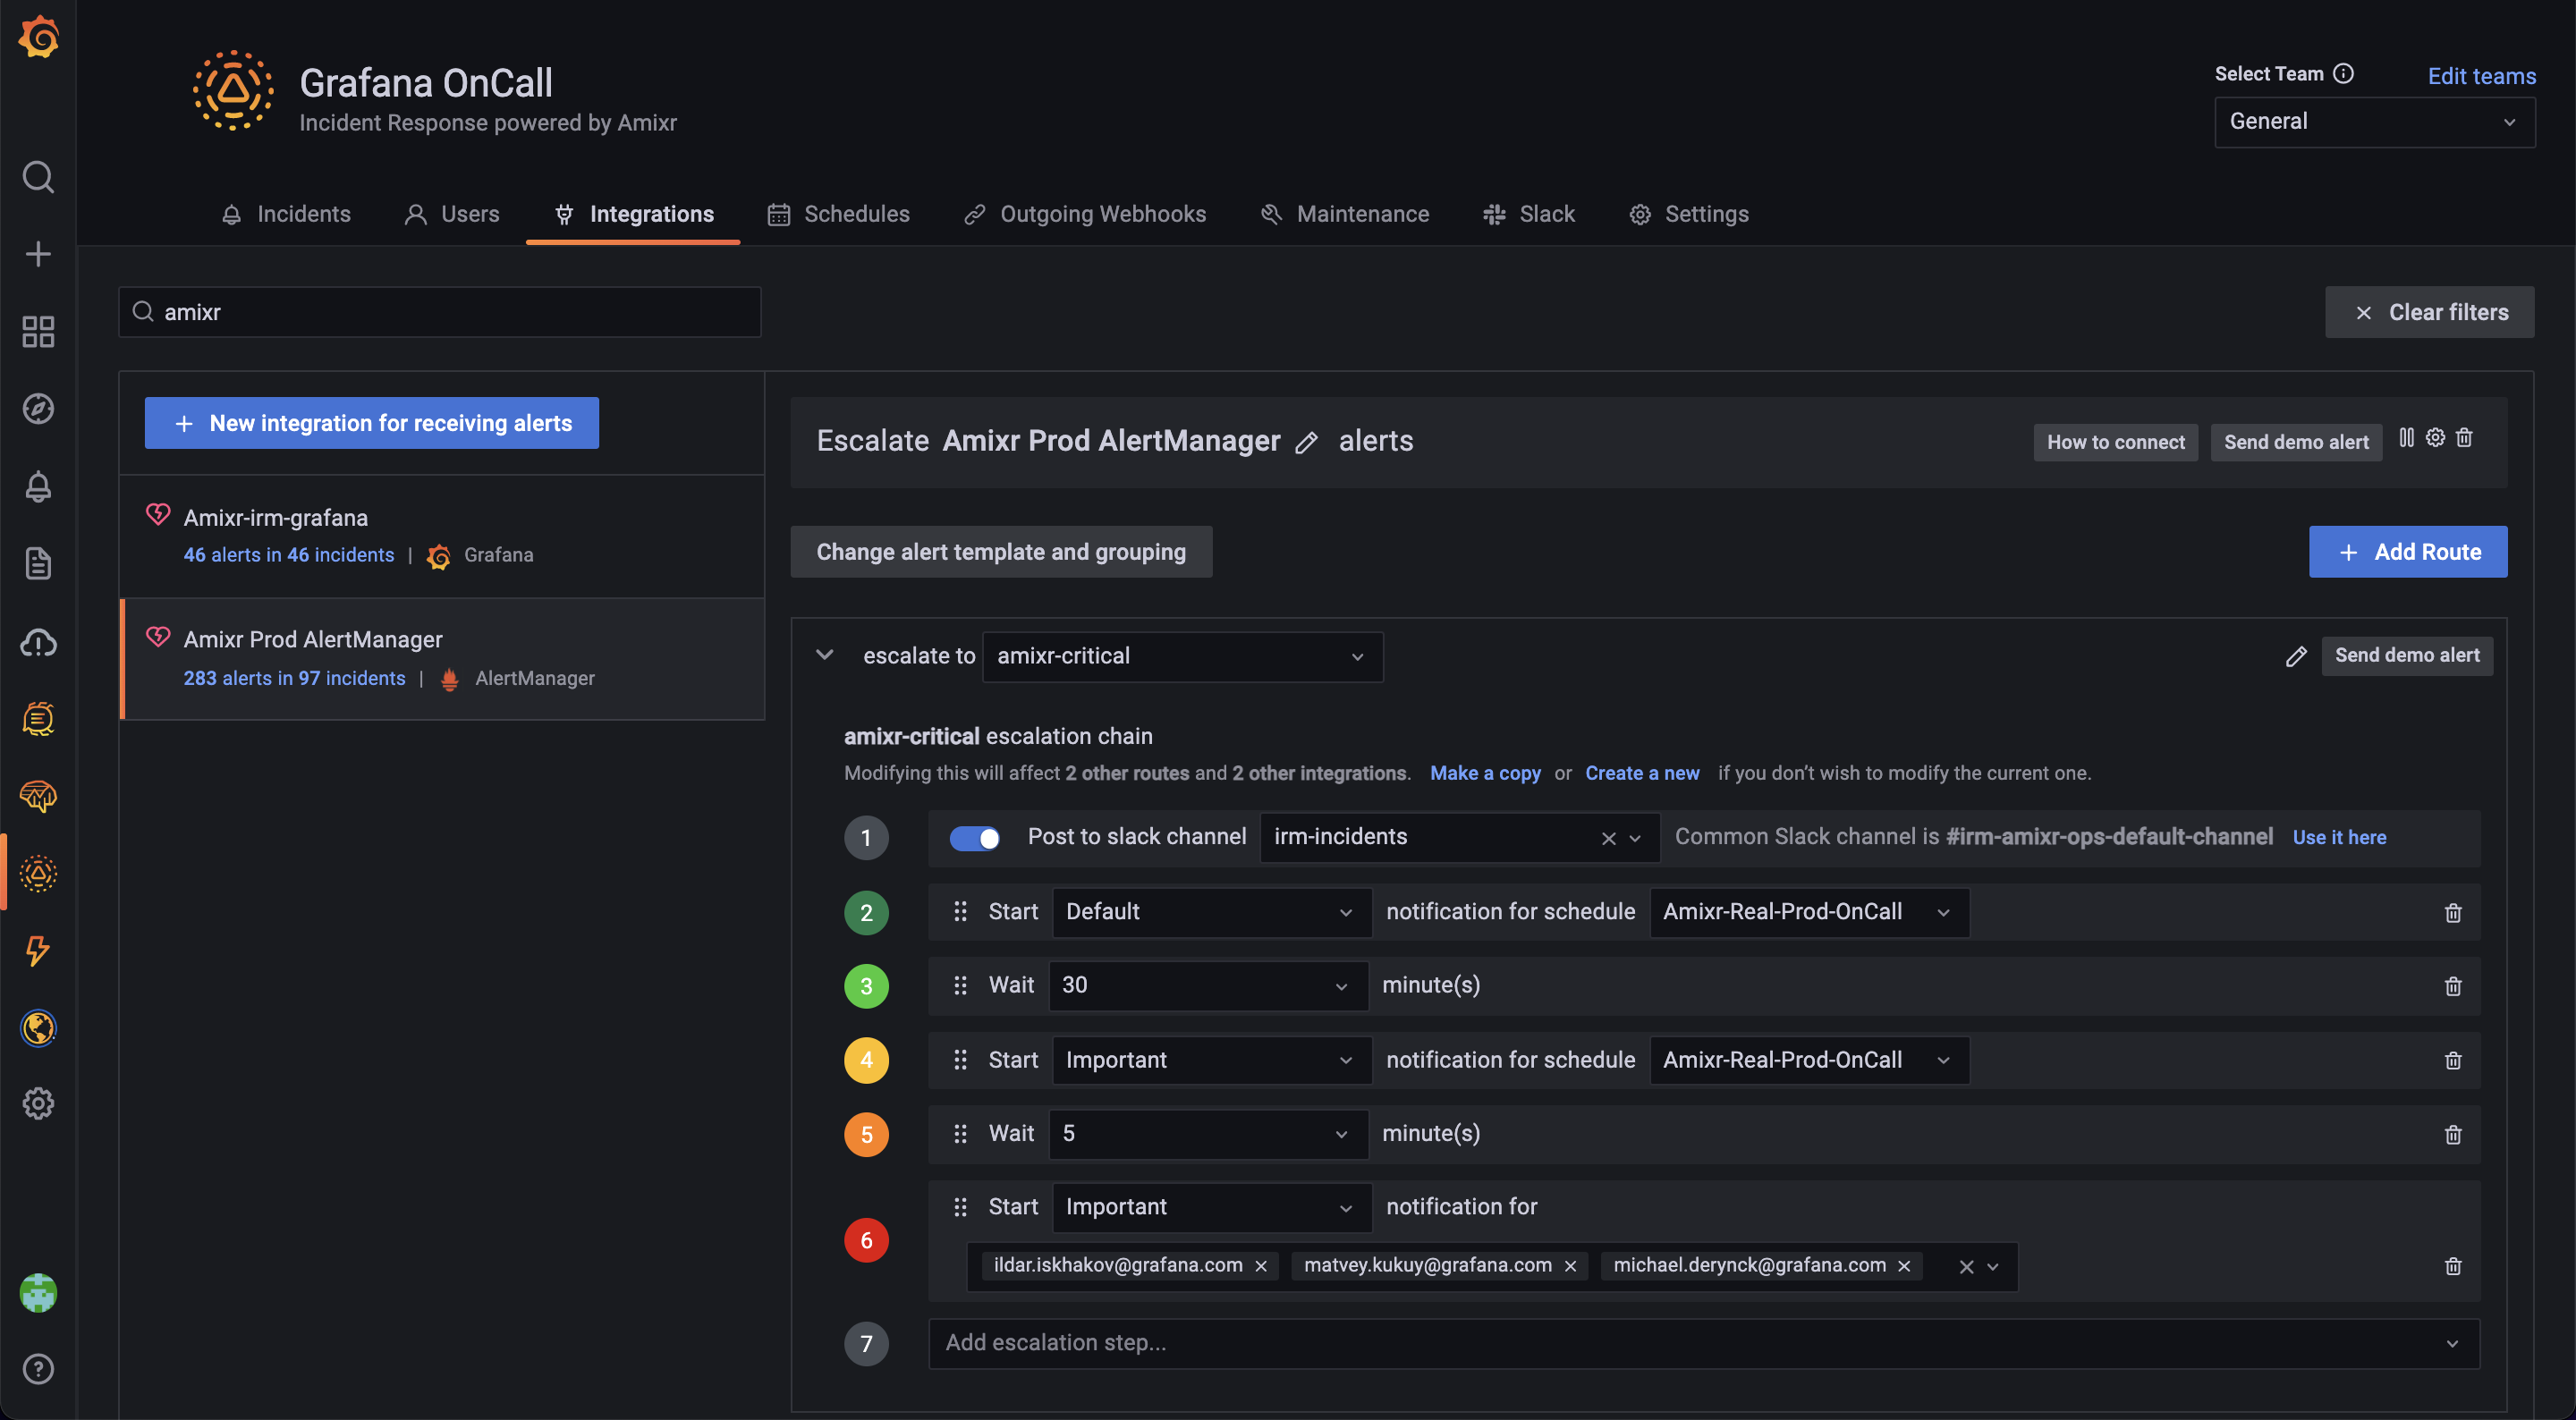 Grafana OnCall
Incident Response powered by Amixr
Select Team
Edit teams
General
Incidents
Users
Integrations
Schedules
Outgoing Webhooks
Maintenance
Slack
Settings
amixr
Clear filters
New integration for receiving alerts
Amixr-irm-grafana
46 alerts in 46 incidents | Grafana
Amixr Prod AlertManager
283 alerts in 97 incidents | AlertManager
Escalate Amixr Prod AlertManager alerts
How to connect
Send demo alert
Change alert template and grouping
Add Route
escalate to amixr-critical
Send demo alert
amixr-critical escalation chain
Modifying this will affect 2 other routes and 2 other integrations. Make a copy or Create a new if you don’t wish to modify the current one.
1 Post to slack channel irm-incidents Common Slack channel is #irm-amixr-ops-default-channel Use it here
2 Start Default notification for schedule Amixr-Real-Prod-OnCall
3 Wait 30 minute(s)
4 Start Important notification for schedule Amixr-Real-Prod-OnCall
5 Wait 5 minute(s)
6 Start Important notification for
ildar.iskhakov@grafana.com matvey.kukuy@grafana.com michael.derynck@grafana.com
7 Add escalation step...